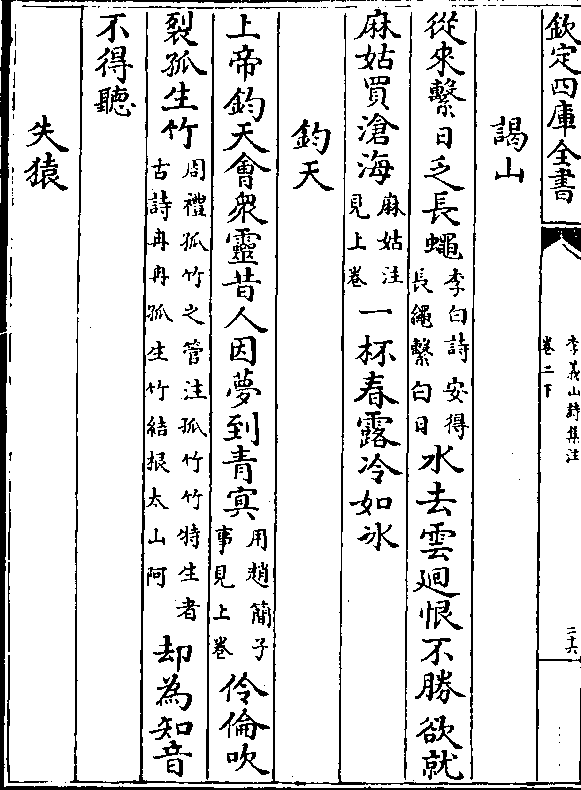 欽定四庫全書
李義山詩集注
卷二下
二六
謁山
從來繫日乏長蠅李白詩安得長繩繫白日水去雲廻恨不勝欲就
麻姑買滄海麻姑注見上卷一杯春露冷如冰
鈞天
上帝鈞天會衆靈昔人因夢到青㝠用趙簡子事見上卷伶倫吹
裂孤生竹周禮孤竹之管注孤竹竹特生者古詩冉冉孤生竹結根太山阿却為知音
不得聽
失猿